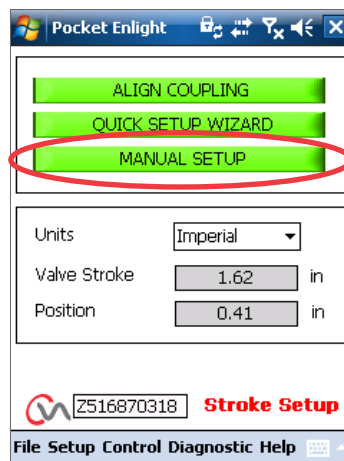 Pocket Enlight
ALIGN COUPLING
QUICK SETUP WIZARD
MANUAL SETUP
Units Imperial
Valve Stroke 1.62 in
Position 0.41 in
Z516870318 Stroke Setup
File Setup Control Diagnostic Help